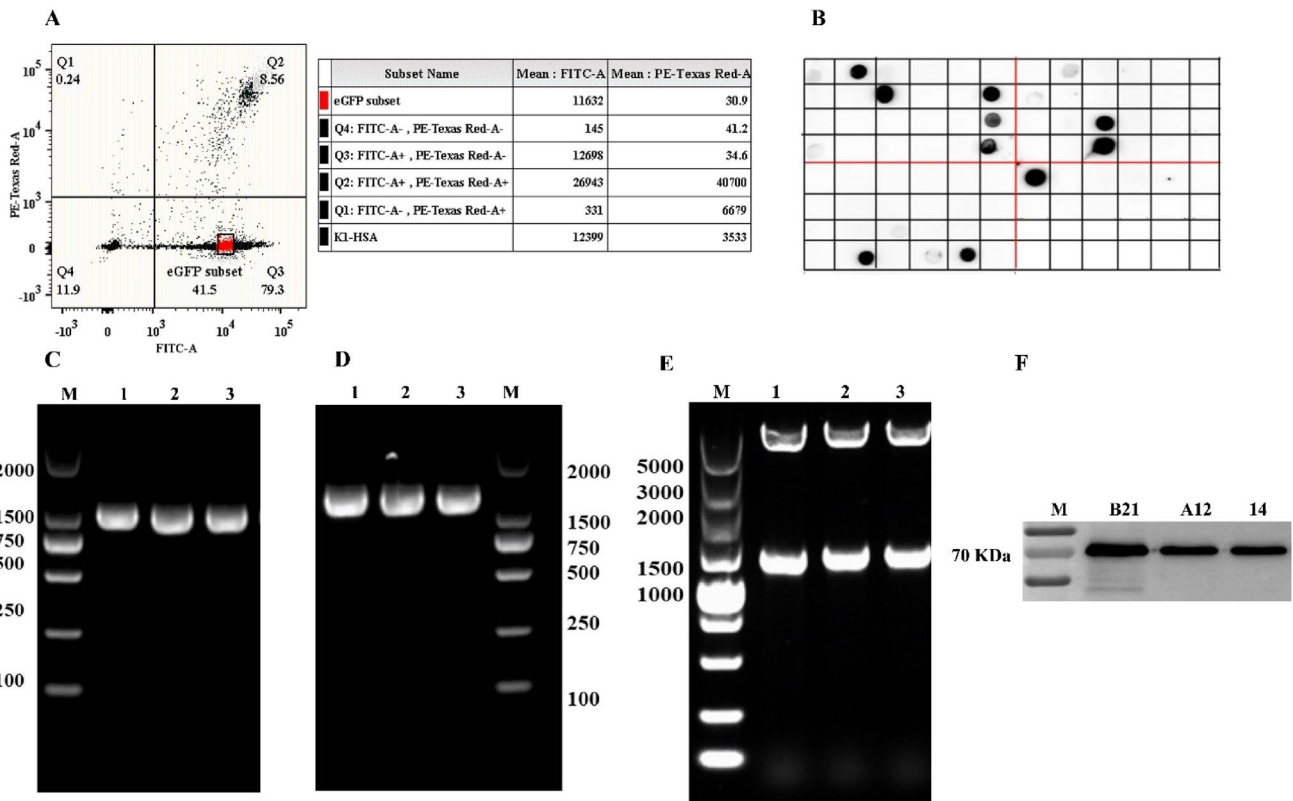 A
B
Q1
0.24
Q2
8.56
10^5
10^4
10^3
0
-10^3
PE-Texas Red-A
Q4
11.9
eGFP subset
41.5
Q3
79.3
-10^3 0 10^3 10^4 10^5
FITC-A
Subset Name Mean : FITC-A Mean : PE-Texas Red-A
eGFP subset 11632 30.9
Q4: FITC-A- , PE-Texas Red-A- 145 41.2
Q3: FITC-A+ , PE-Texas Red-A- 12698 34.6
Q2: FITC-A+ , PE-Texas Red-A+ 26943 40700
Q1: FITC-A- , PE-Texas Red-A+ 331 6679
K1-HSA 12399 3533
C
M 1 2 3
2000
1500
750
500
250
100
D
1 2 3 M
2000
1500
750
500
250
100
E
M 1 2 3
5000
3000
2000
1500
1000
F
M B21 A12 14
70 KDa